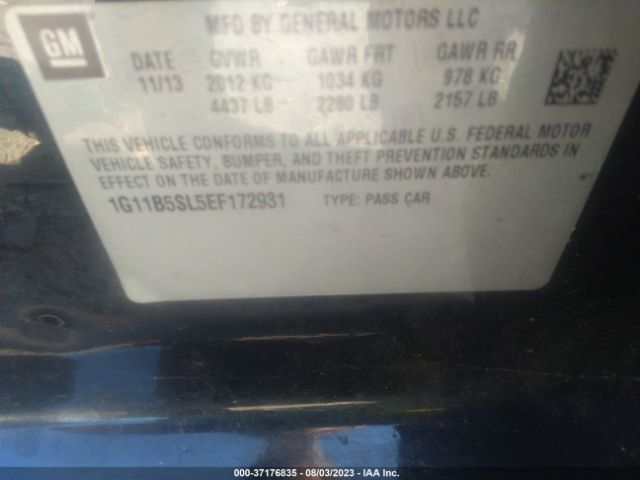 GM
MFD BY GENERAL MOTORS LLC
DATE GVWR GAWR FRT GAWR RR
11/13 2012 KG 1034 KG 978 KG
4437 LB 2280 LB 2157 LB
THIS VEHICLE CONFORMS TO ALL APPLICABLE U.S. FEDERAL MOTOR
VEHICLE SAFETY, BUMPER, AND THEFT PREVENTION STANDARDS IN
EFFECT ON THE DATE OF MANUFACTURE SHOWN ABOVE.
1G11B5SL5EF172931 TYPE: PASS CAR
000-37176835 - 08/03/2023 - IAA Inc.